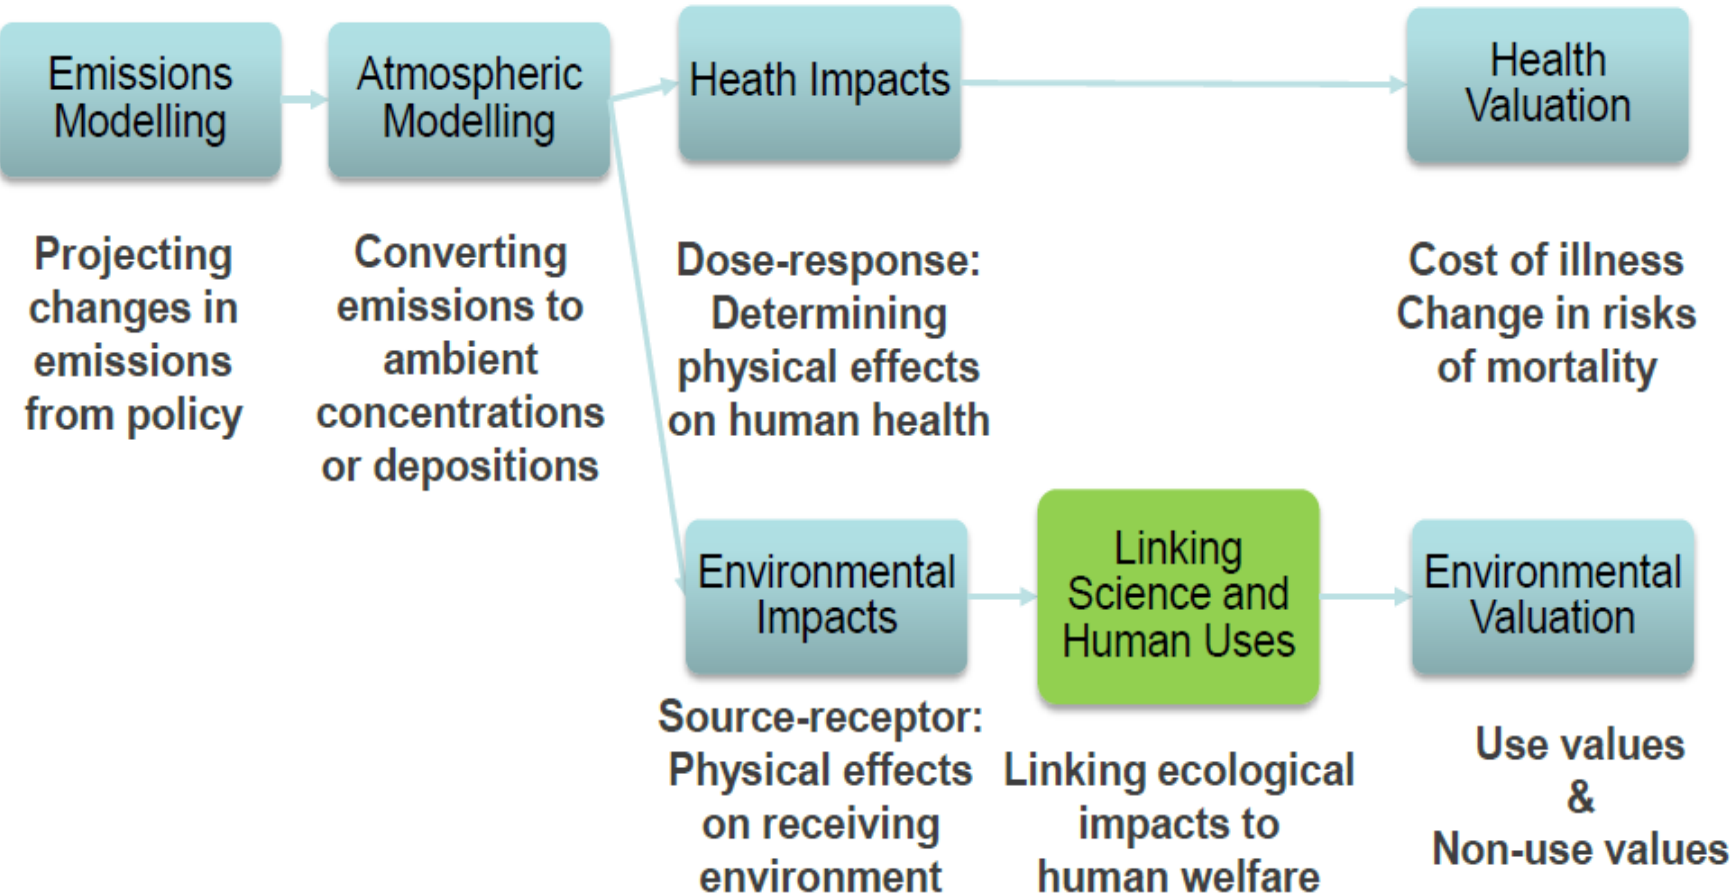 Emissions
Modelling
Atmospheric
Modelling
Heath Impacts
Health
Valuation
Projecting
changes in
emissions
from policy
Converting
emissions to
ambient
concentrations
or depositions
Dose-response:
Determining
physical effects
on human health
Cost of illness
Change in risks
of mortality
Environmental
Impacts
Linking
Science and
Human Uses
Environmental
Valuation
Source-receptor:
Physical effects
on receiving
environment
Linking ecological
impacts to
human welfare
Use values
&
Non-use values